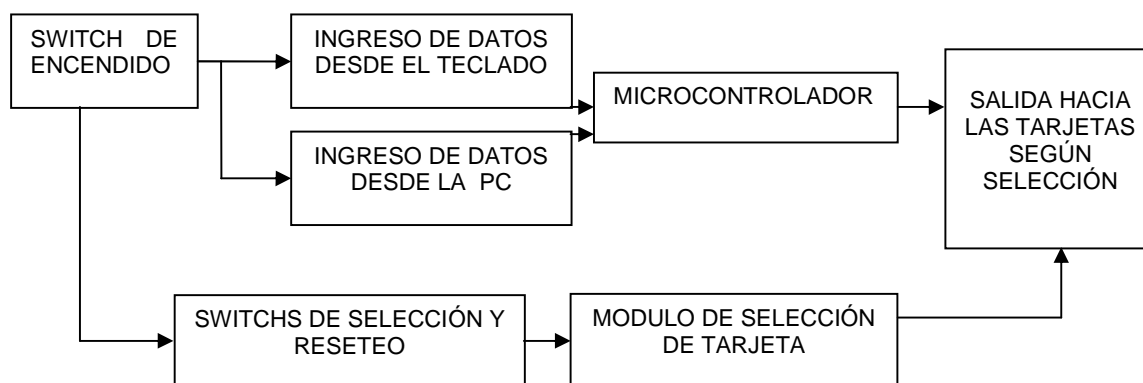 SWITCH DE
ENCENDIDO
INGRESO DE DATOS
DESDE EL TECLADO
INGRESO DE DATOS
DESDE LA PC
MICROCONTROLADOR
SALIDA HACIA
LAS TARJETAS
SEGÚN
SELECCIÓN
SWITCHS DE SELECCIÓN Y
RESETEO
MODULO DE SELECCIÓN
DE TARJETA